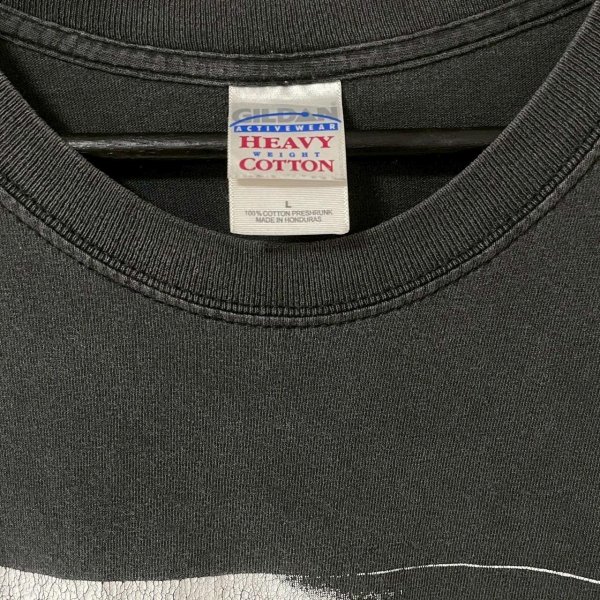 GILDAN
ACTIVEWEAR
HEAVY
WEIGHT
COTTON
L
100% COTTON PRESHRUNK
MADE IN HONDURAS